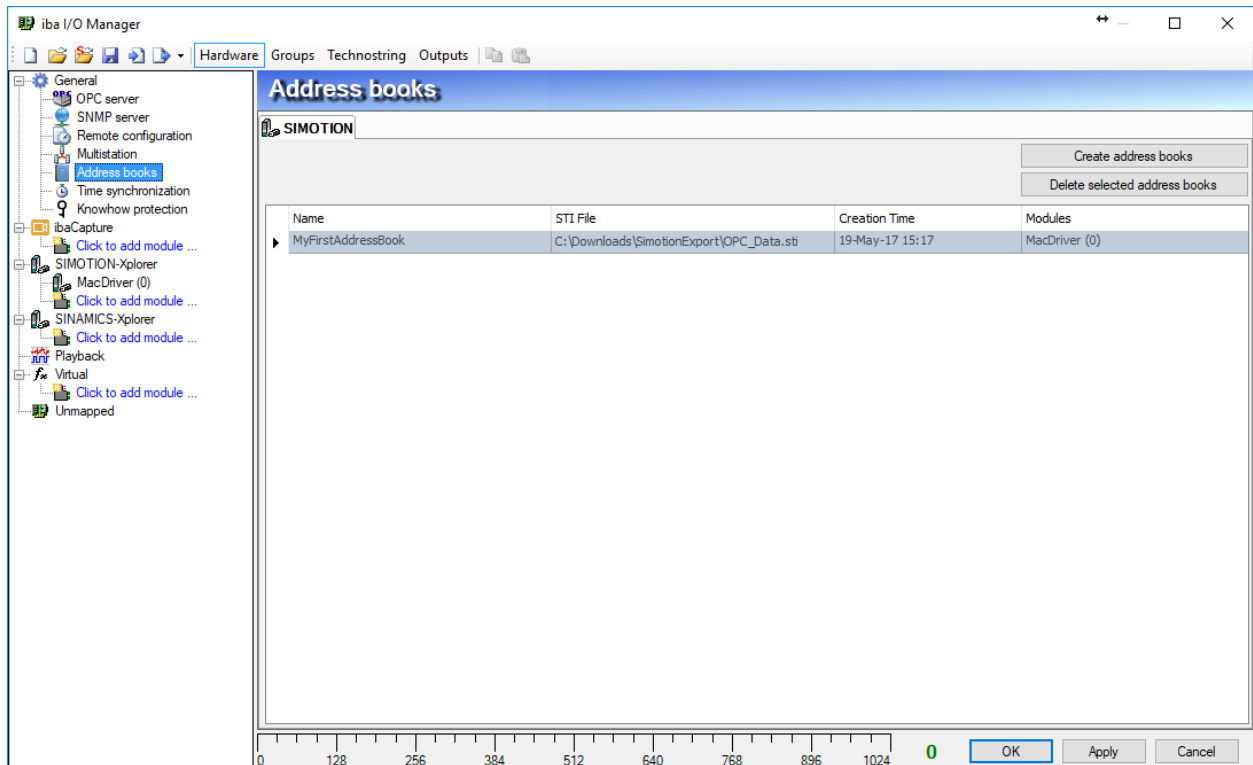 iba I/O Manager
Hardware Groups Technostring Outputs
General
OPC server
SNMP server
Remote configuration
Multistation
Address books
Time synchronization
Knowhow protection
ibaCapture
Click to add module ...
SIMOTION-Xplorer
MacDriver (0)
Click to add module ...
SINAMICS-Xplorer
Click to add module ...
Playback
Virtual
Click to add module ...
Unmapped
Address books
SIMOTION
Create address books
Delete selected address books
Name STI File Creation Time Modules
MyFirstAddressBook C:\Downloads\SimotionExport\OPC_Data.sti 19-May-17 15:17 MacDriver (0)
0 128 256 384 512 640 768 896 1024
0
OK Apply Cancel